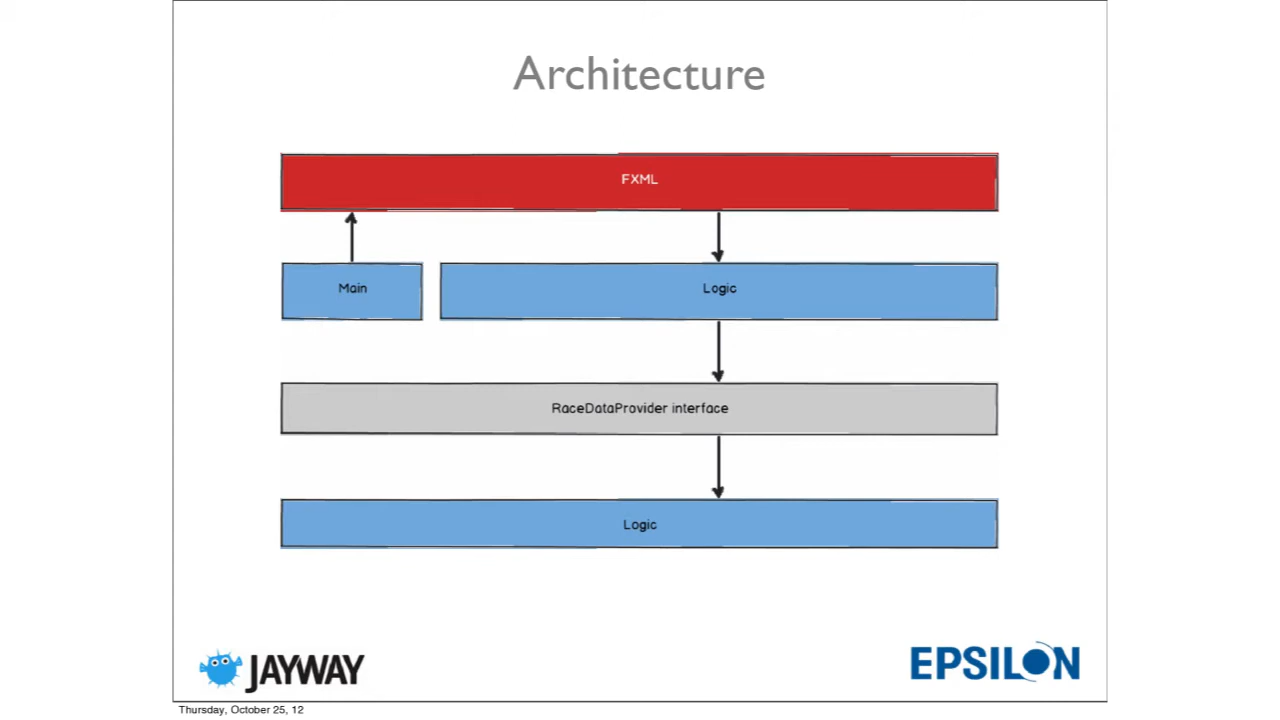 Architecture
FXML
Main
Logic
RaceDataProvider interface
Logic
JAYWAY
EPSILON
Thursday, October 25, 12